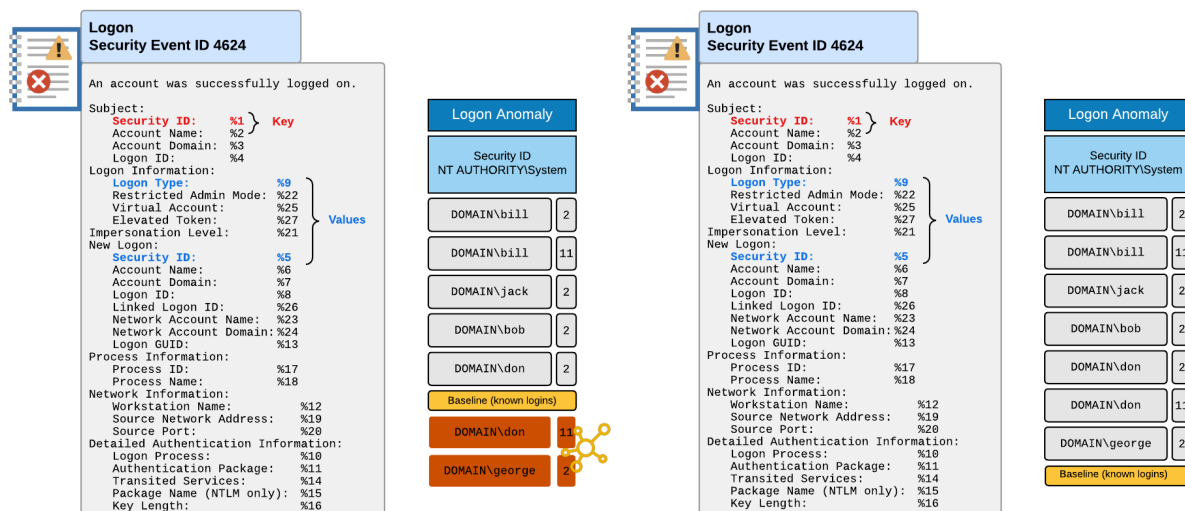 Logon
Security Event ID 4624
An account was successfully logged on.
Subject:
Security ID: %1
Key
Account Name: %2
Account Domain: %3
Logon ID: %4
Logon Information:
Logon Type: %9
Restricted Admin Mode: %22
Virtual Account: %25
Elevated Token: %27
Values
Impersonation Level: %21
New Logon:
Security ID: %5
Account Name: %6
Account Domain: %7
Logon ID: %8
Linked Logon ID: %26
Network Account Name: %23
Network Account Domain: %24
Logon GUID: %13
Process Information:
Process ID: %17
Process Name: %18
Network Information:
Workstation Name: %12
Source Network Address: %19
Source Port: %20
Detailed Authentication Information:
Logon Process: %10
Authentication Package: %11
Transited Services: %14
Package Name (NTLM only): %15
Key Length: %16
Logon Anomaly
Security ID
NT AUTHORITY\System
DOMAIN\bill 2
DOMAIN\bill 11
DOMAIN\jack 2
DOMAIN\bob 2
DOMAIN\don 2
Baseline (known logins)
DOMAIN\don 11
DOMAIN\george 2
Logon
Security Event ID 4624
An account was successfully logged on.
Subject:
Security ID: %1
Key
Account Name: %2
Account Domain: %3
Logon ID: %4
Logon Information:
Logon Type: %9
Restricted Admin Mode: %22
Virtual Account: %25
Elevated Token: %27
Values
Impersonation Level: %21
New Logon:
Security ID: %5
Account Name: %6
Account Domain: %7
Logon ID: %8
Linked Logon ID: %26
Network Account Name: %23
Network Account Domain: %24
Logon GUID: %13
Process Information:
Process ID: %17
Process Name: %18
Network Information:
Workstation Name: %12
Source Network Address: %19
Source Port: %20
Detailed Authentication Information:
Logon Process: %10
Authentication Package: %11
Transited Services: %14
Package Name (NTLM only): %15
Key Length: %16
Logon Anomaly
Security ID
NT AUTHORITY\System
DOMAIN\bill 2
DOMAIN\bill 11
DOMAIN\jack 2
DOMAIN\bob 2
DOMAIN\don 2
DOMAIN\don 11
DOMAIN\george 2
Baseline (known logins)